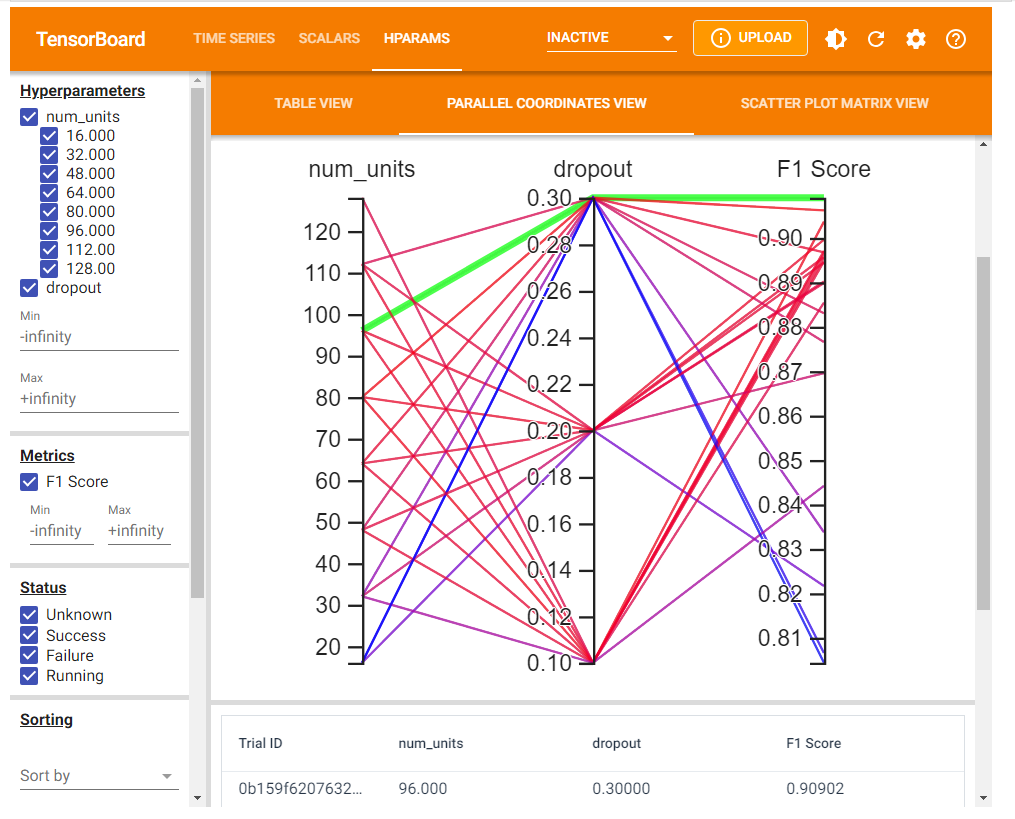 TensorBoard
TIME SERIES SCALARS HPARAMS
INACTIVE
UPLOAD
Hyperparameters
num_units
16.000
32.000
48.000
64.000
80.000
96.000
112.00
128.00
dropout
Min
-infinity
Max
+infinity
Metrics
F1 Score
Min Max
-infinity +infinity
Status
Unknown
Success
Failure
Running
Sorting
Sort by
TABLE VIEW PARALLEL COORDINATES VIEW SCATTER PLOT MATRIX VIEW
num_units
120
110
100
90
80
70
60
50
40
30
20
dropout
0.30
0.28
0.26
0.24
0.22
0.20
0.18
0.16
0.14
0.12
0.10
F1 Score
0.90
0.89
0.88
0.87
0.86
0.85
0.84
0.83
0.82
0.81
Trial ID num_units dropout F1 Score
0b159f6207632... 96.000 0.30000 0.90902